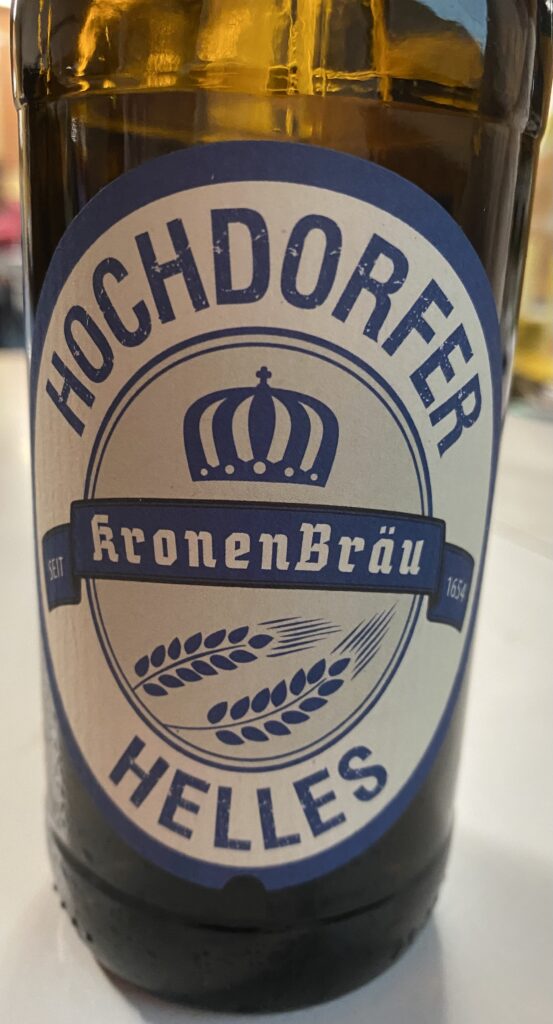 HOCHDORFER
SEIT KronenBräu 1654
HELLES